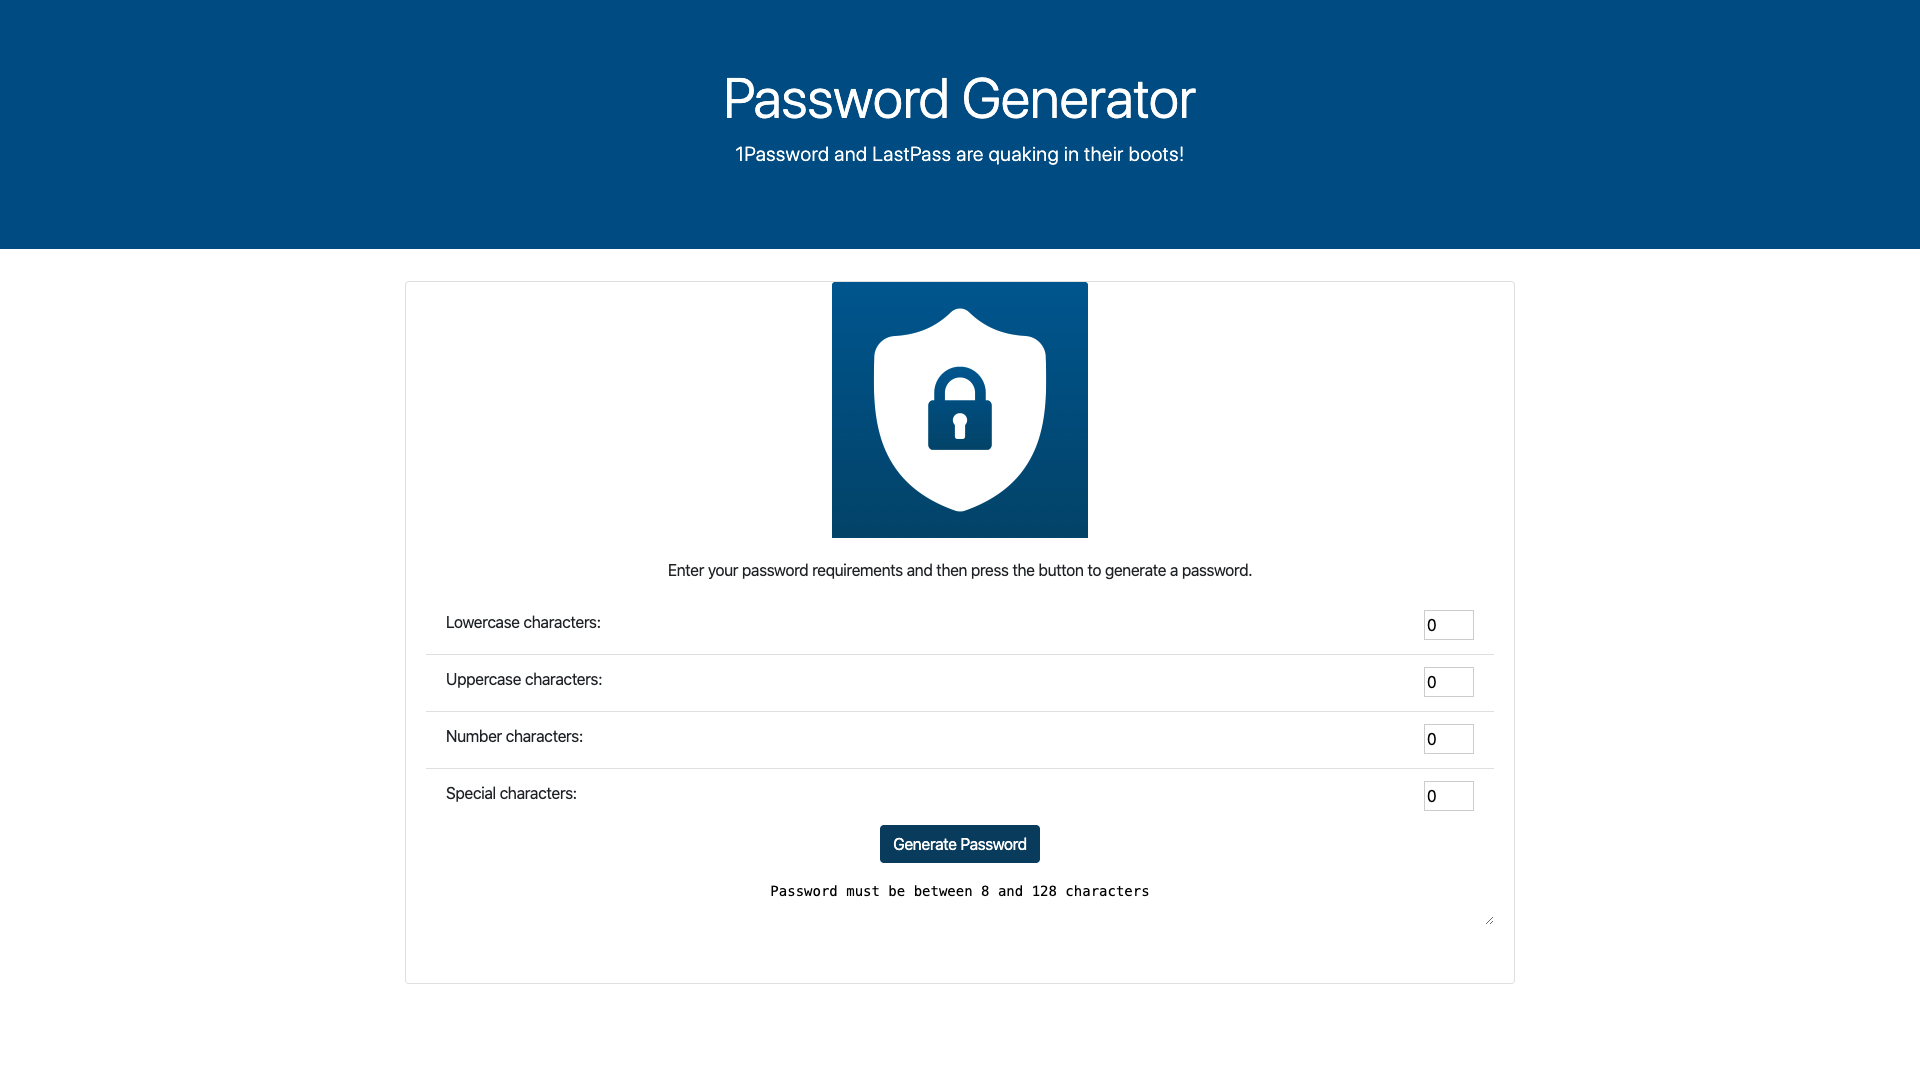 Password Generator
1Password and LastPass are quaking in their boots!
Enter your password requirements and then press the button to generate a password.
Lowercase characters: 0
Uppercase characters: 0
Number characters: 0
Special characters: 0
Generate Password
Password must be between 8 and 128 characters